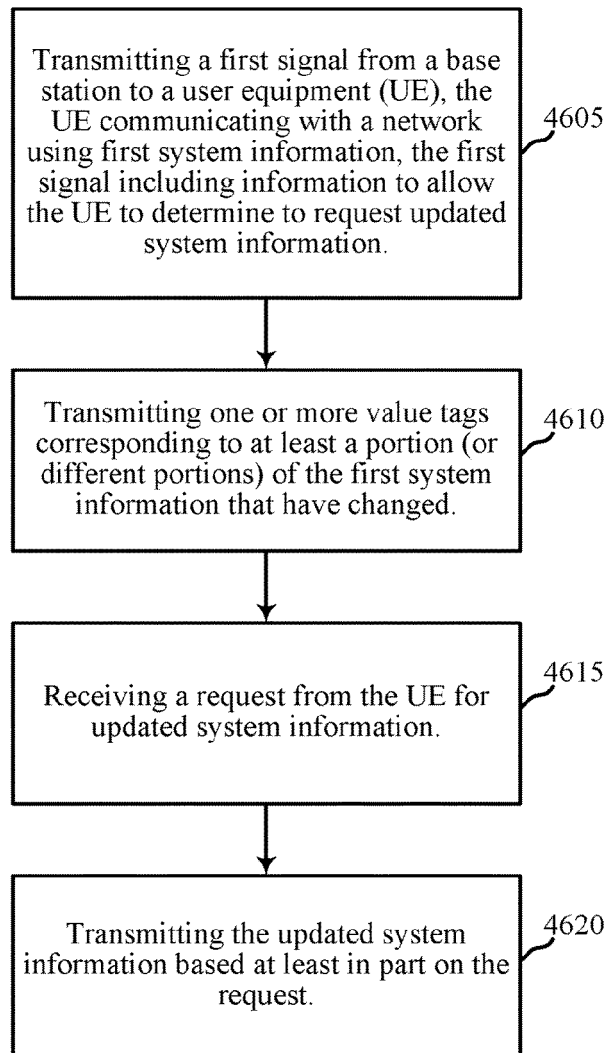 Transmitting a first signal from a base
station to a user equipment (UE), the
UE communicating with a network
using first system information, the first
signal including information to allow
the UE to determine to request updated
system information.
4605
Transmitting one or more value tags
corresponding to at least a portion (or
different portions) of the first system
information that have changed.
4610
Receiving a request from the UE for
updated system information.
4615
Transmitting the updated system
information based at least in part on the
request.
4620